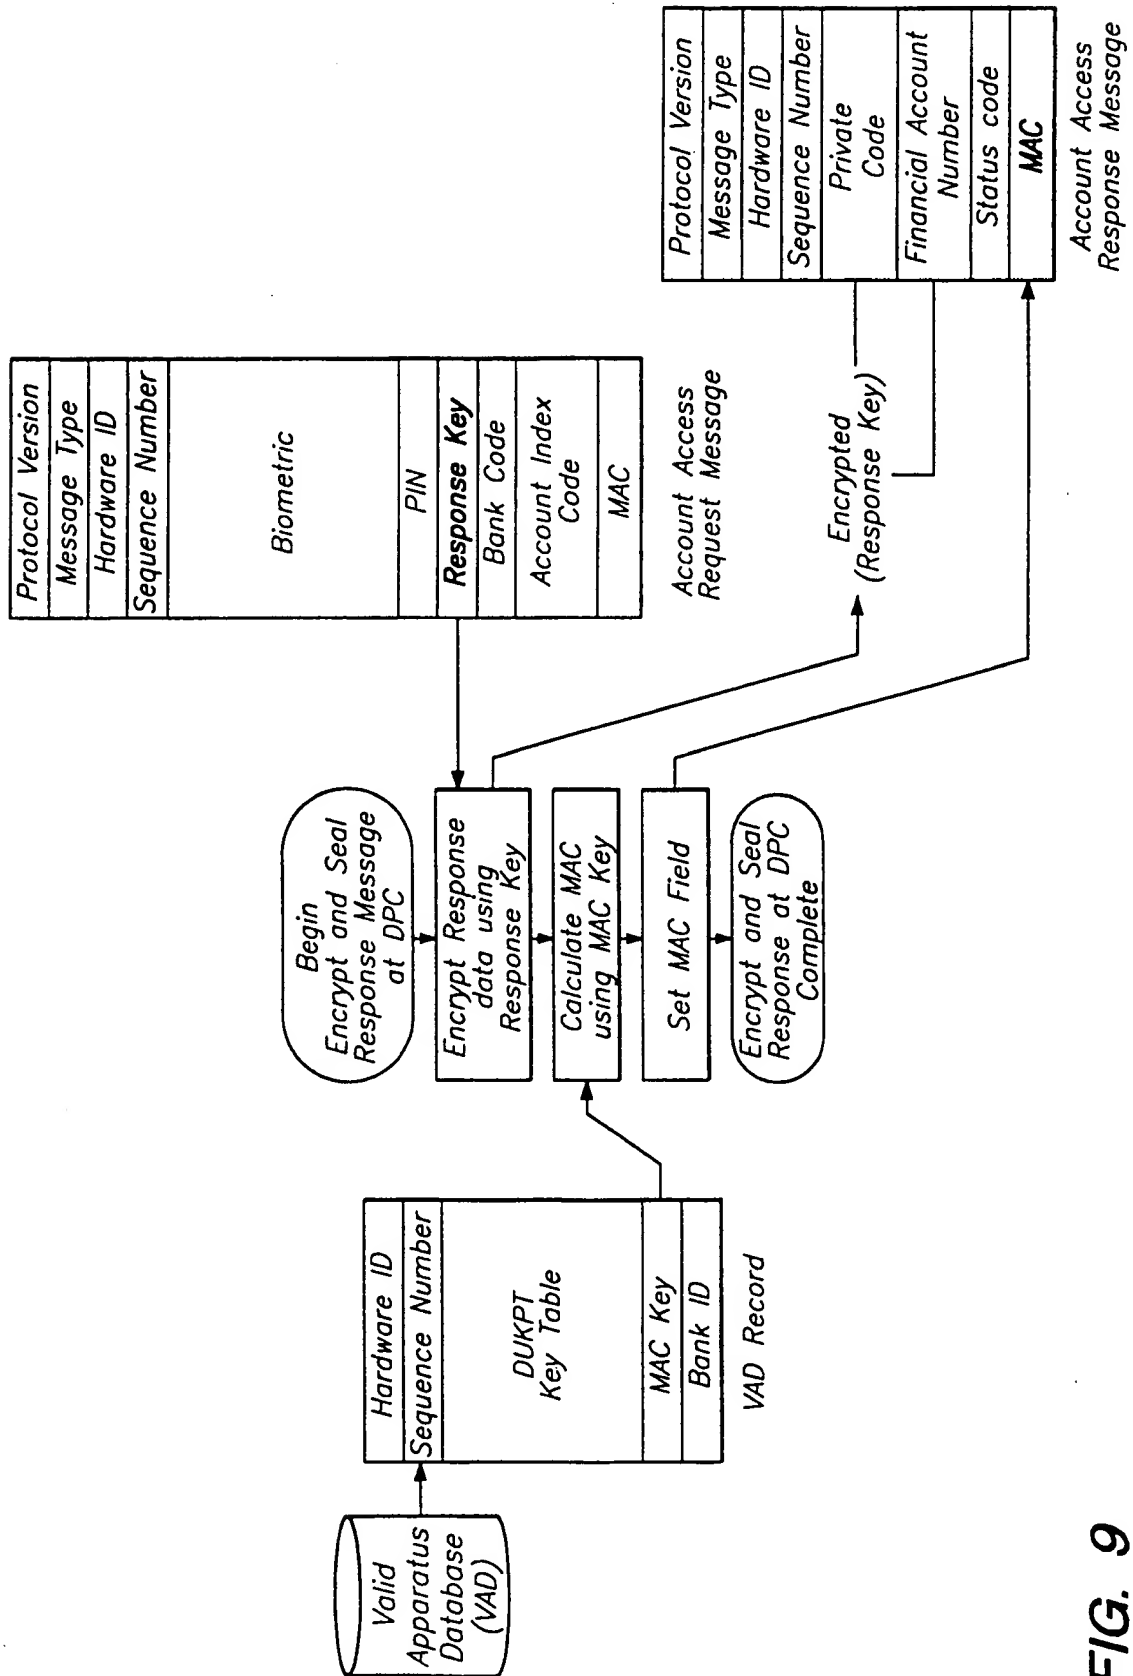 Valid
Apparatus
Database
(VAD)
Hardware ID
Sequence Number
DUKPT
Key Table
MAC Key
Bank ID
VAD Record
Begin
Encrypt and Seal
Response Message
at DPC
Encrypt Response
data using
Response Key
Calculate MAC
using MAC Key
Set MAC Field
Encrypt and Seal
Response at DPC
Complete
Protocol Version
Message Type
Hardware ID
Sequence Number
Biometric
PIN
Response Key
Bank Code
Account Index
Code
MAC
Account Access
Request Message
Encrypted
(Response Key)
Protocol Version
Message Type
Hardware ID
Sequence Number
Private
Code
Financial Account
Number
Status code
MAC
Account Access
Response Message
FIG. 9